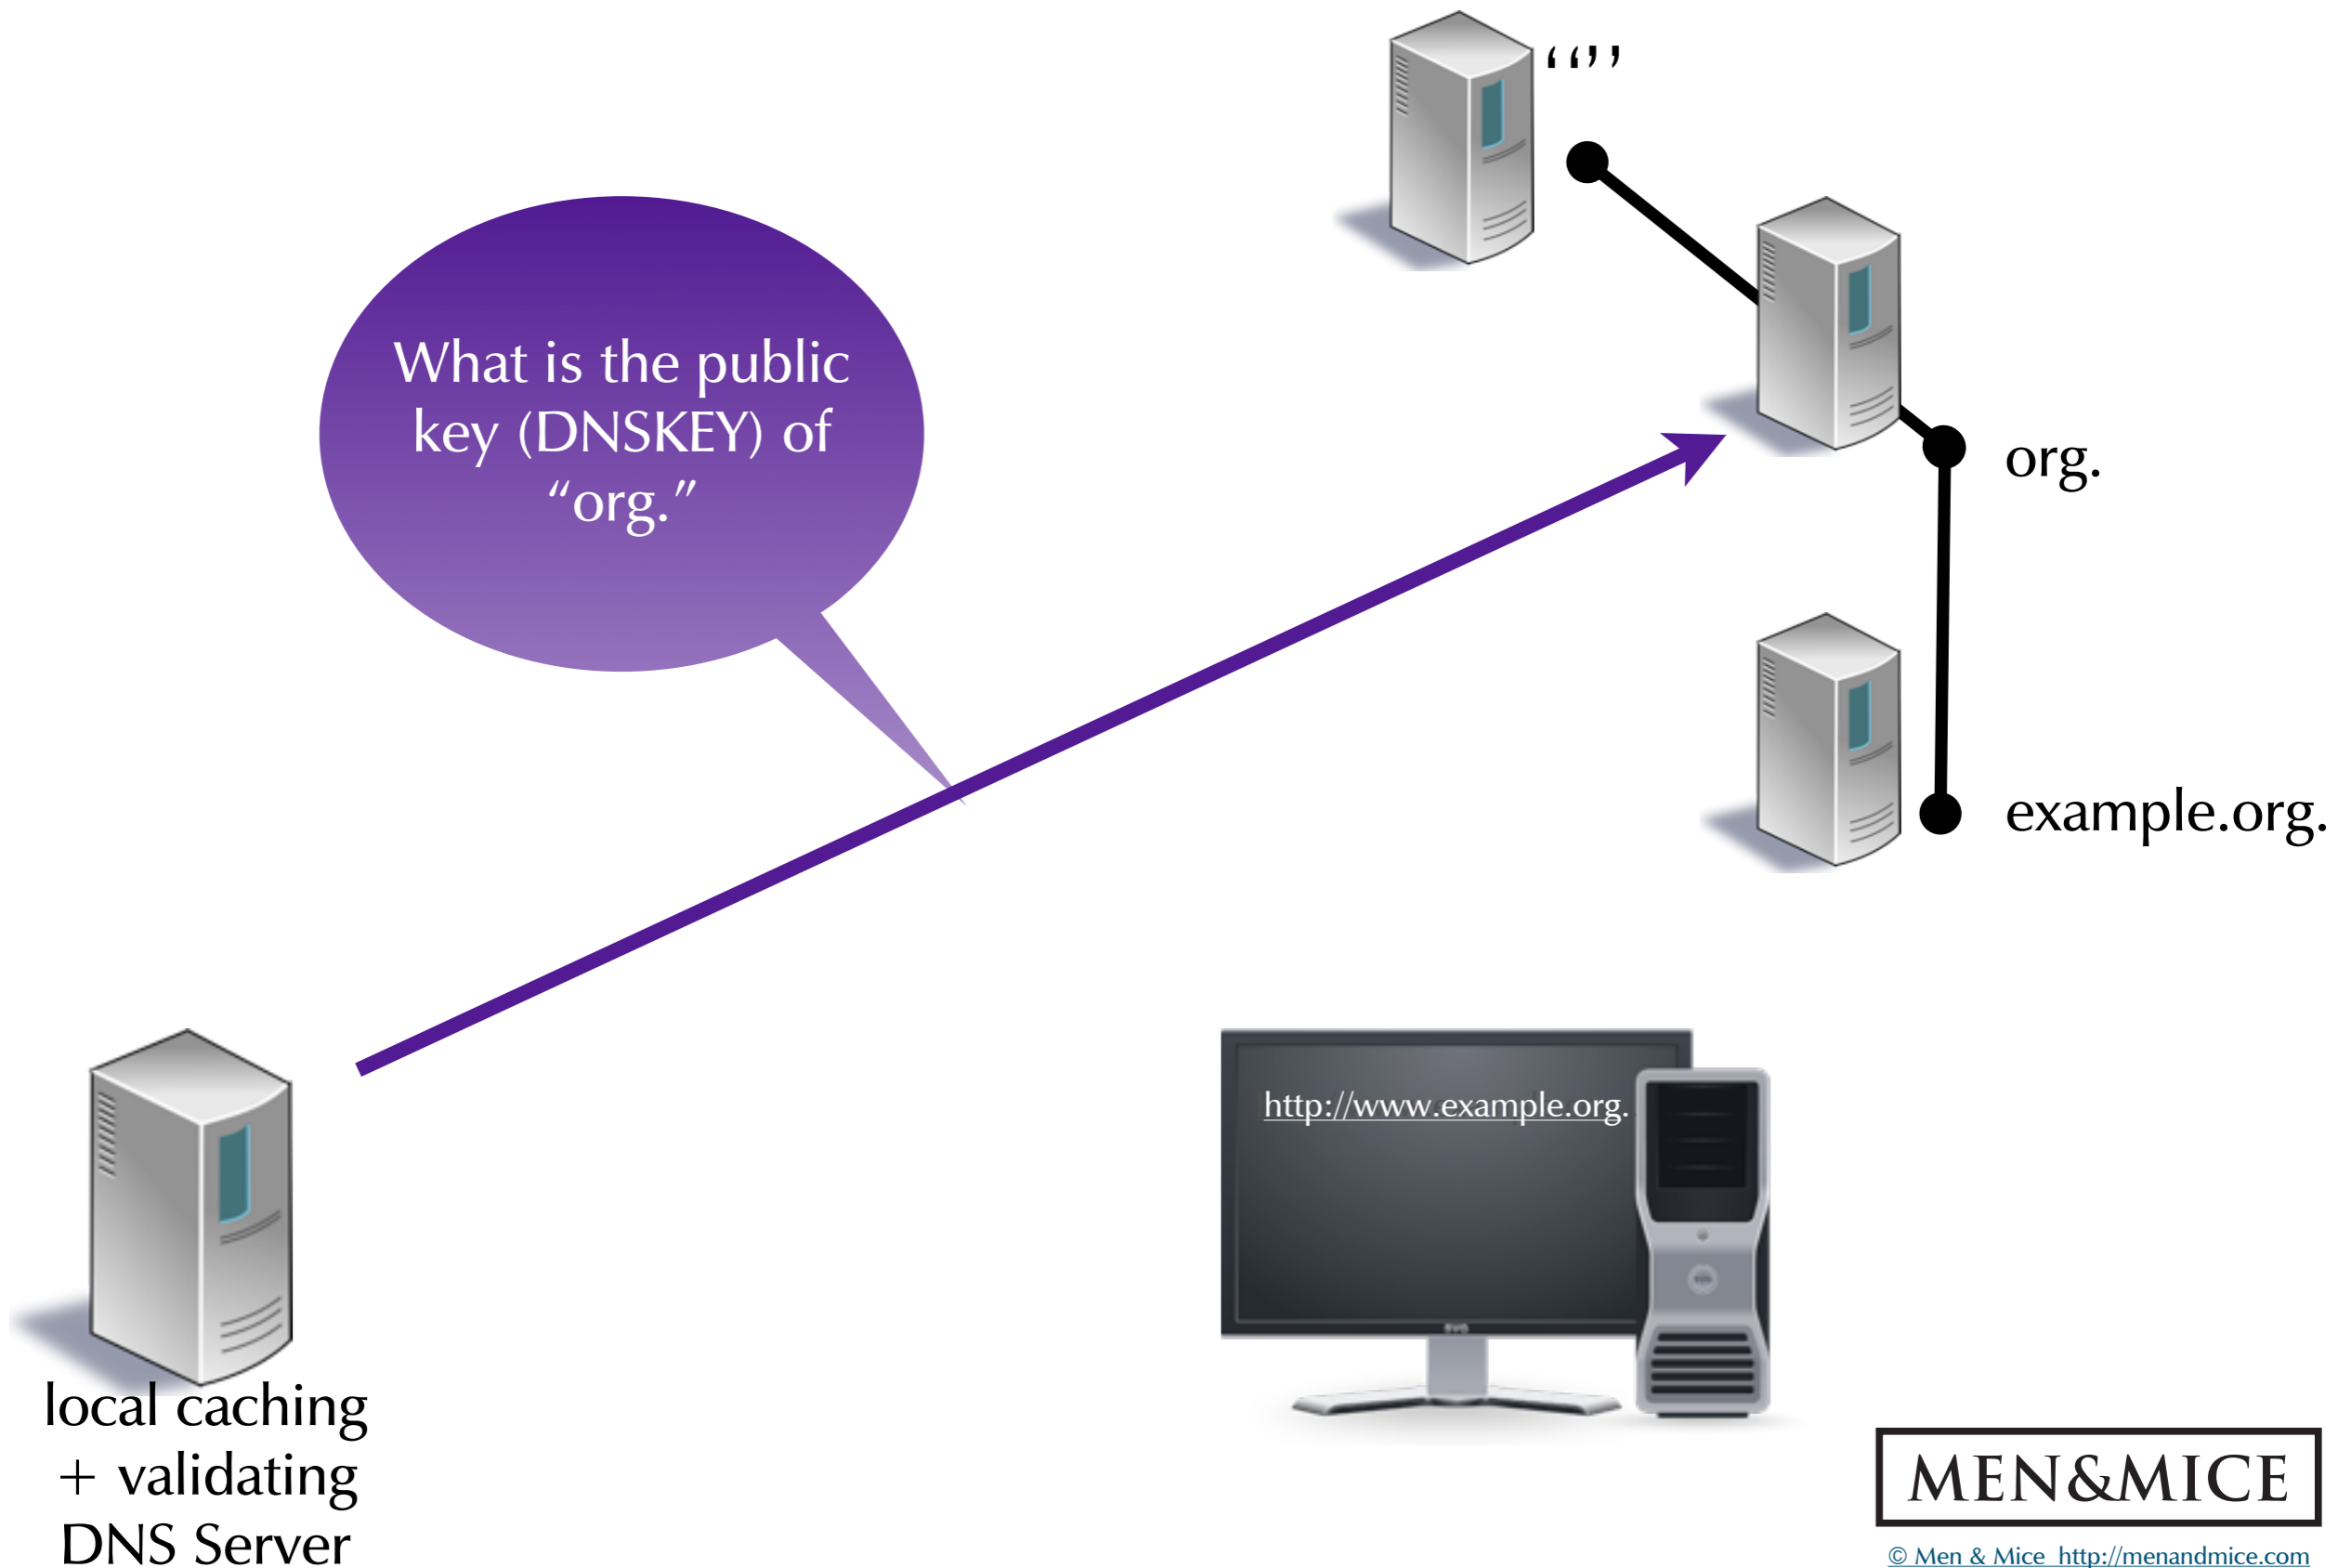 “”
What is the public
key (DNSKEY) of
“org.”
org.
example.org.
http://www.example.org.
local caching
+ validating
DNS Server
MEN&MICE
© Men & Mice http://menandmice.com